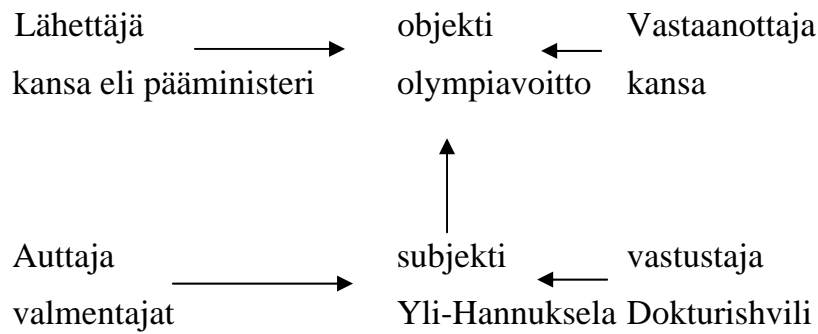 Lähettäjä objekti Vastaanottaja
kansa eli pääministeri olympiavoitto kansa
Auttaja subjekti vastustaja
valmentajat Yli-Hannuksela Dokturishvili